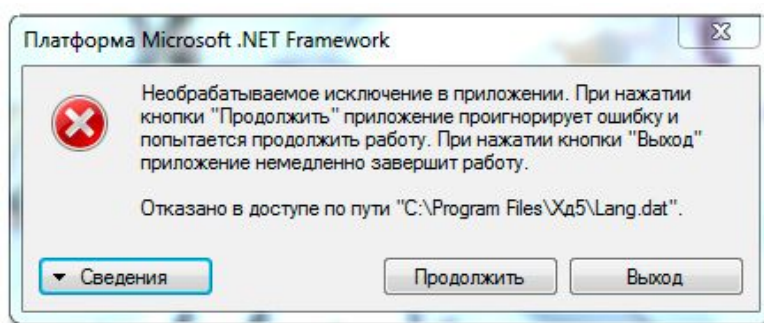 Платформа Microsoft .NET Framework
Необрабатываемое исключение в приложении. При нажатии
кнопки "Продолжить" приложение проигнорирует ошибку и
попытается продолжить работу. При нажатии кнопки "Выход"
приложение немедленно завершит работу.
Отказано в доступе по пути "C:\Program Files\Хд5\Lang.dat".
Сведения
Продолжить
Выход